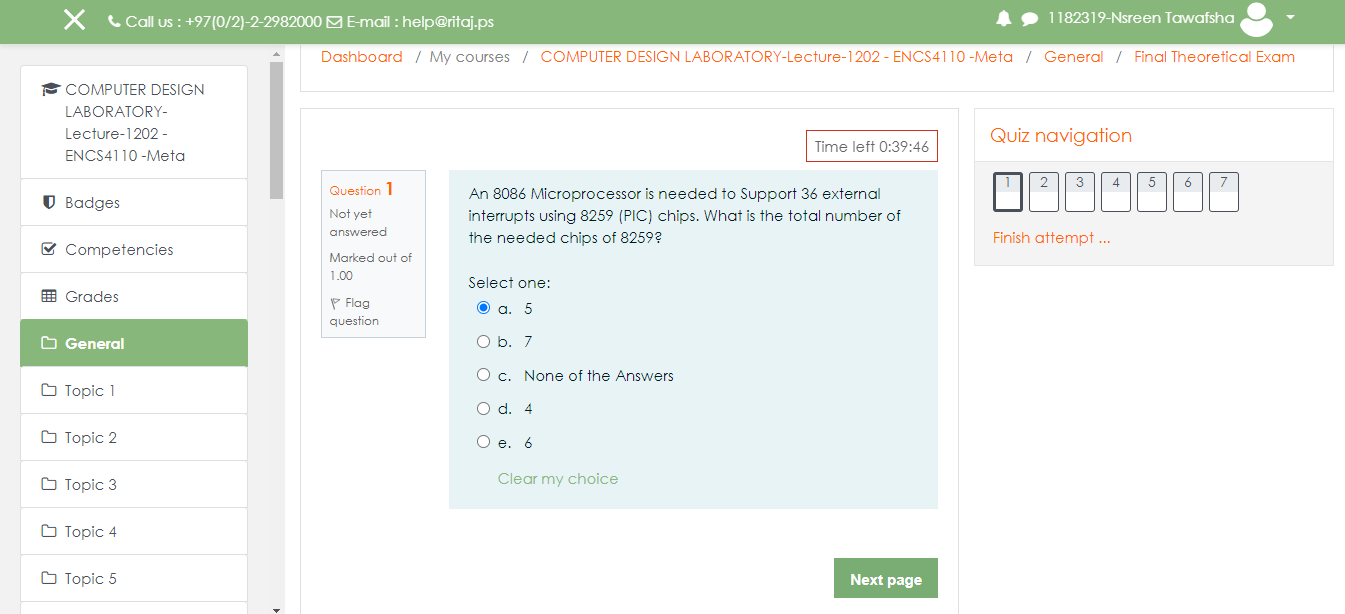 Call us : +97(0/2)-2-2982000 E-mail : help@ritaj.ps
1182319-Nsreen Tawafsha
COMPUTER DESIGN
LABORATORY-
Lecture-1202 -
ENCS4110 -Meta
Badges
Competencies
Grades
General
Topic 1
Topic 2
Topic 3
Topic 4
Topic 5
Dashboard / My courses / COMPUTER DESIGN LABORATORY-Lecture-1202 - ENCS4110 -Meta / General / Final Theoretical Exam
Time left 0:39:46
Question 1
Not yet
answered
Marked out of
1.00
Flag
question
An 8086 Microprocessor is needed to Support 36 external
interrupts using 8259 (PIC) chips. What is the total number of
the needed chips of 8259?
Select one:
a. 5
b. 7
c. None of the Answers
d. 4
e. 6
Clear my choice
Next page
Quiz navigation
1 2 3 4 5 6 7
Finish attempt ...